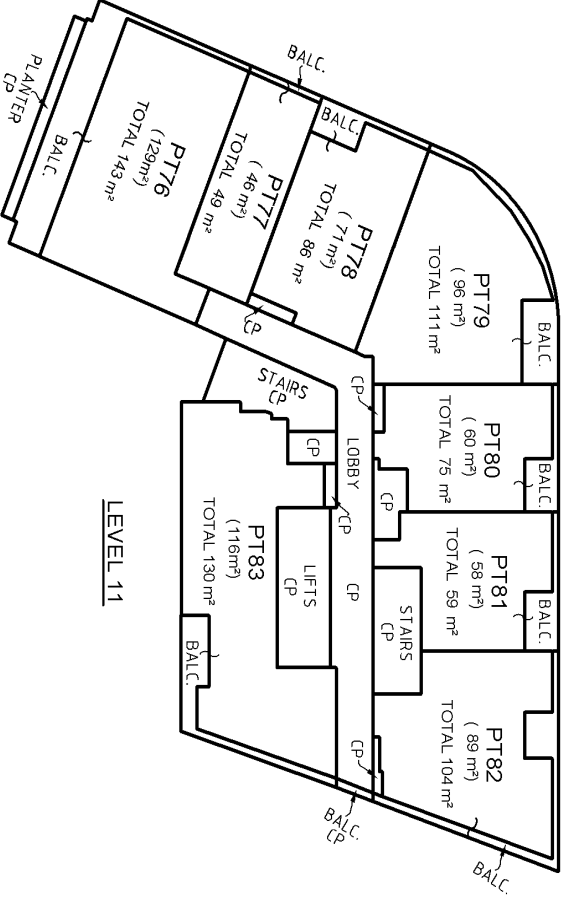 BALC.
PLANTER
CP
BALC.
PT76
(129m²)
TOTAL 143 m²
PT77
( 46 m²)
TOTAL 49 m²
BALC.
PT78
( 71 m²)
TOTAL 86 m²
CP
PT79
( 96 m²)
TOTAL 111 m²
BALC.
STAIRS
CP
CP
CP
LOBBY
CP
PT80
( 60 m²)
TOTAL 75 m²
BALC.
CP
PT81
( 58 m²)
TOTAL 59 m²
BALC.
STAIRS
CP
LIFTS
CP
CP
PT83
(116m²)
TOTAL 130 m²
BALC.
PT82
( 89 m²)
TOTAL 104 m²
CP
BALC.
CP
BALC.
LEVEL 11